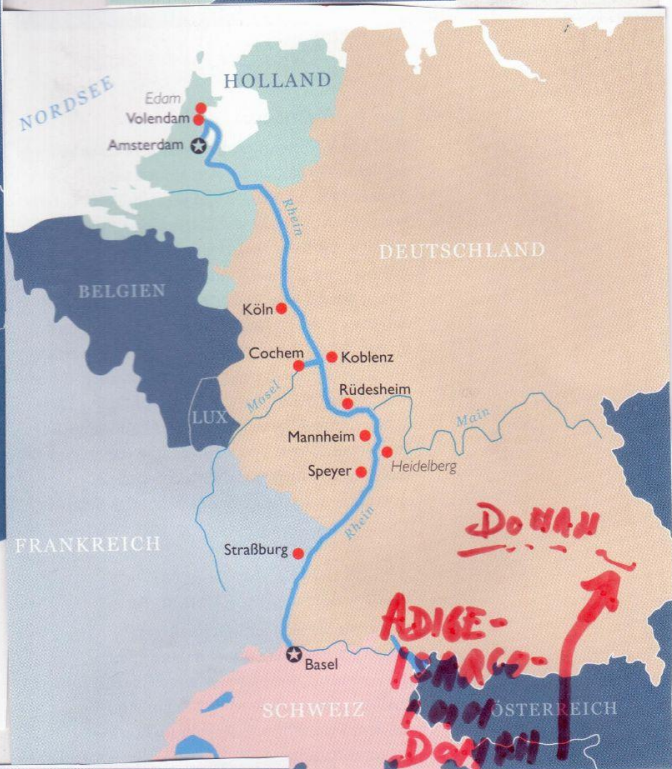 NORDSEE
HOLLAND
Edam
Volendam
Amsterdam
Rhein
DEUTSCHLAND
BELGIEN
Köln
Cochem
Koblenz
Mosel
Rüdesheim
LUX
Main
Mannheim
Heidelberg
Speyer
Rhein
FRANKREICH
Straßburg
DONAU
ADIGE-
ISARCO-
INN
DONAU
Basel
SCHWEIZ
ÖSTERREICH